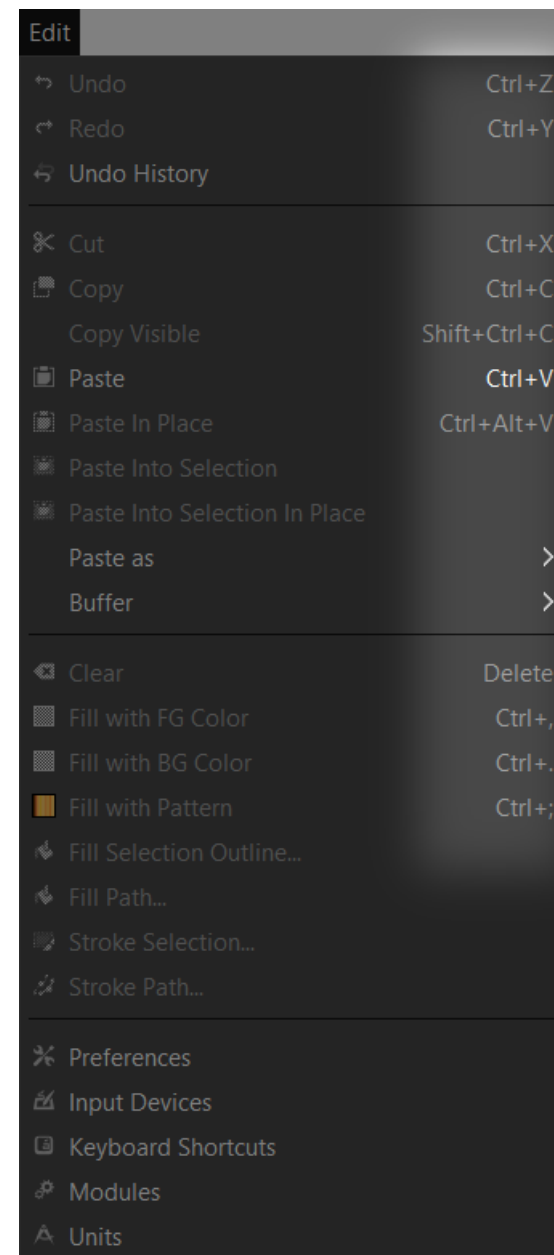 Edit
Undo Ctrl+Z
Redo Ctrl+Y
Undo History
Cut Ctrl+X
Copy Ctrl+C
Copy Visible Shift+Ctrl+C
Paste Ctrl+V
Paste In Place Ctrl+Alt+V
Paste Into Selection
Paste Into Selection In Place
Paste as
Buffer
Clear Delete
Fill with FG Color Ctrl+,
Fill with BG Color Ctrl+.
Fill with Pattern Ctrl+;
Fill Selection Outline...
Fill Path...
Stroke Selection...
Stroke Path...
Preferences
Input Devices
Keyboard Shortcuts
Modules
Units